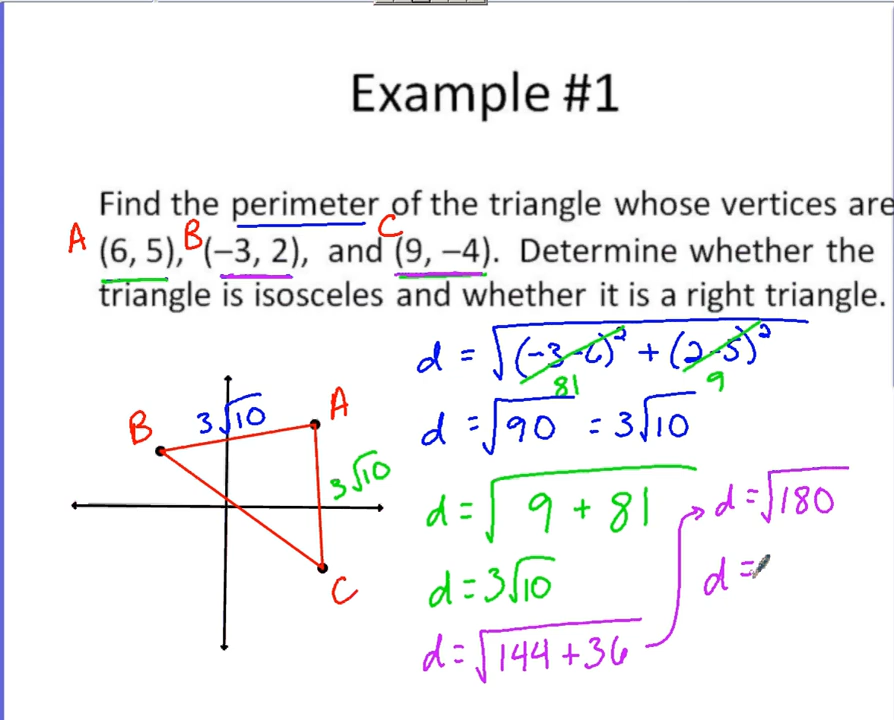 Example #1
Find the perimeter of the triangle whose vertices are
A (6, 5), B (−3, 2), and C (9, −4). Determine whether the
triangle is isosceles and whether it is a right triangle.
d = √((-3-6)² + (2-5)²)
81 9
d = √90 = 3√10
B 3√10 A
3√10
C
d = √(9 + 81)
d = 3√10
d = √(144 + 36)
d = √180
d =